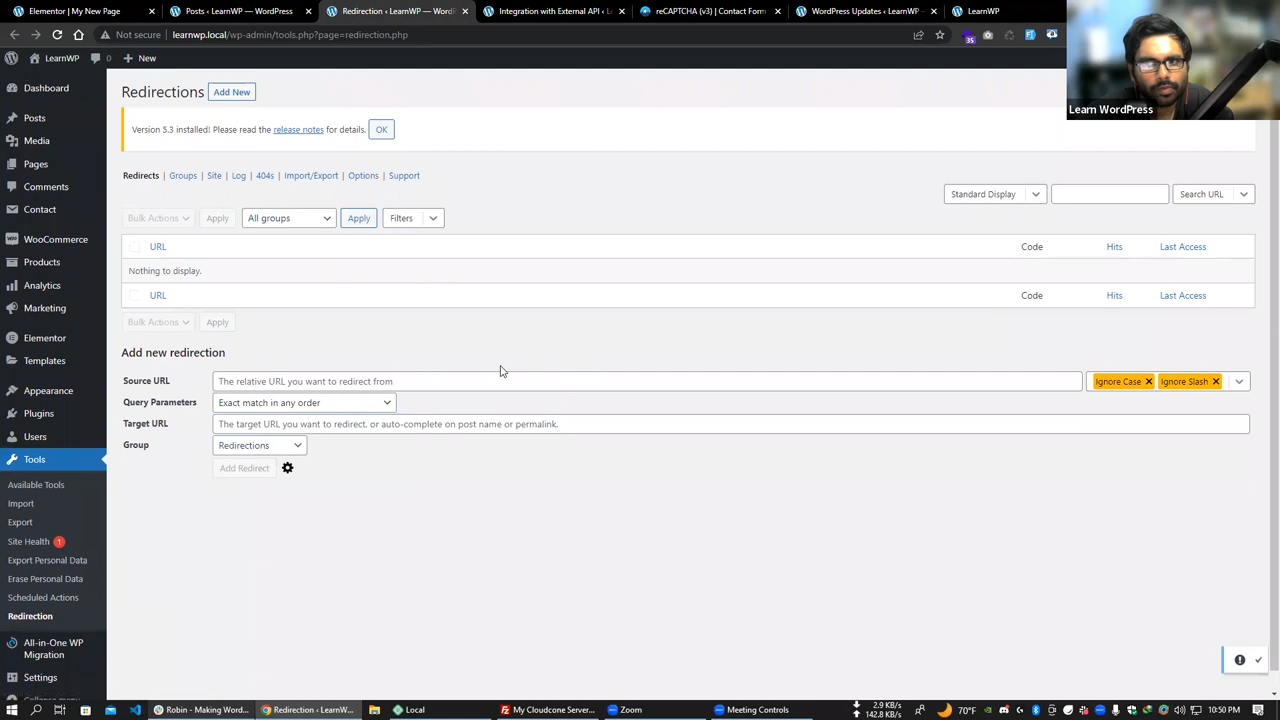 Elementor | My New Page
Posts ‹ LearnWP — WordPress
Redirection ‹ LearnWP — WordP
Integration with External API ‹ L
reCAPTCHA (v3) | Contact Form
WordPress Updates ‹ LearnWP —
LearnWP
Not secure | learnwp.local/wp-admin/tools.php?page=redirection.php
35
LearnWP 0 New
Learn WordPress
Dashboard
Posts
Media
Pages
Comments
Contact
WooCommerce
Products
Analytics
Marketing
Elementor
Templates
Appearance
Plugins
Users
Tools
Available Tools
Import
Export
Site Health 1
Export Personal Data
Erase Personal Data
Scheduled Actions
Redirection
All-in-One WP
Migration
Settings
Collapse menu
Redirections Add New
Version 5.3 installed! Please read the release notes for details. OK
Redirects | Groups | Site | Log | 404s | Import/Export | Options | Support
Standard Display Search URL
Bulk Actions Apply All groups Apply Filters
URL Code Hits Last Access
Nothing to display.
URL Code Hits Last Access
Bulk Actions Apply
Add new redirection
Source URL The relative URL you want to redirect from Ignore Case Ignore Slash
Query Parameters Exact match in any order
Target URL The target URL you want to redirect, or auto-complete on post name or permalink.
Group Redirections
Add Redirect
Robin - Making Word...
Redirection ‹ LearnW...
Local
My Cloudcone Server...
Zoom
Meeting Controls
2.9 K/s
142.8 K/s
70°F
10:50 PM